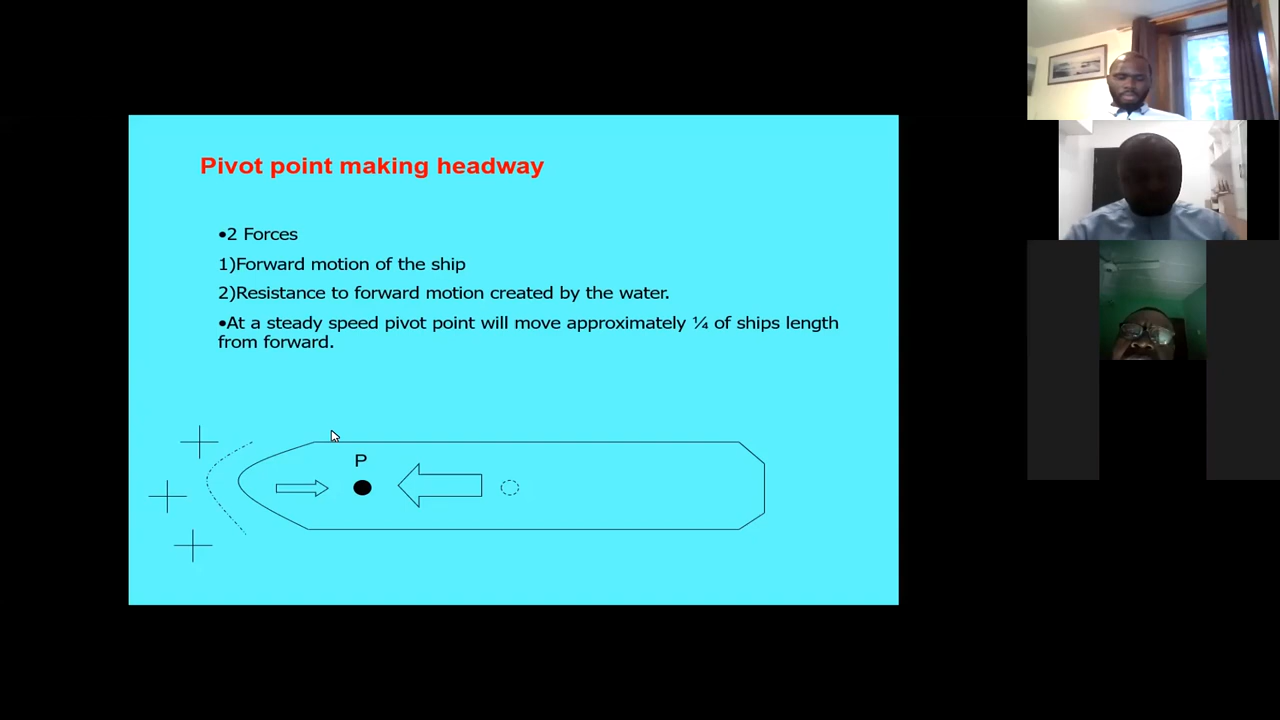 Pivot point making headway
•2 Forces
1)Forward motion of the ship
2)Resistance to forward motion created by the water.
•At a steady speed pivot point will move approximately ¼ of ships length
from forward.
P